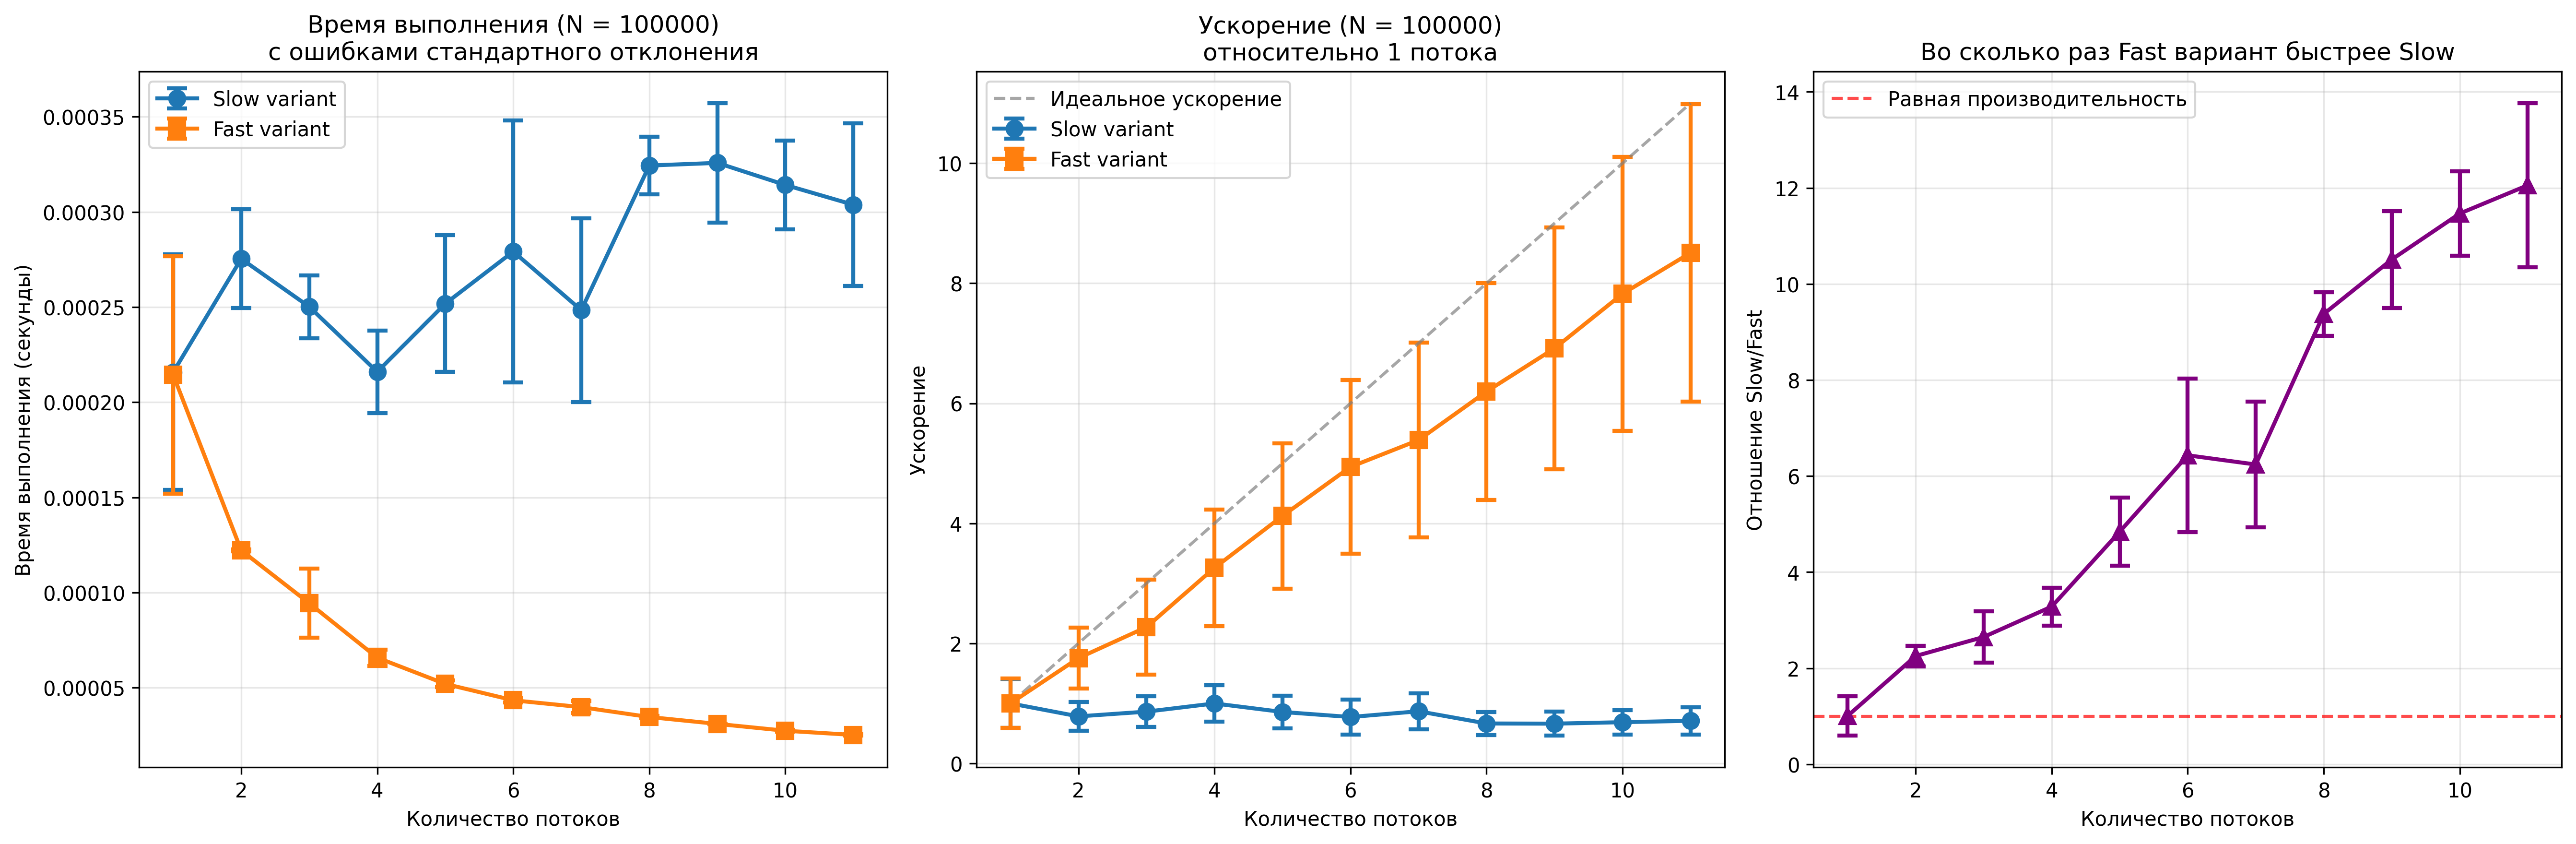 Время выполнения (N = 100000)
с ошибками стандартного отклонения
Slow variant
Fast variant
Время выполнения (секунды)
0.00035
0.00030
0.00025
0.00020
0.00015
0.00010
0.00005
2 4 6 8 10
Количество потоков
Ускорение (N = 100000)
относительно 1 потока
Идеальное ускорение
Slow variant
Fast variant
Ускорение
10
8
6
4
2
0
2 4 6 8 10
Количество потоков
Во сколько раз Fast вариант быстрее Slow
Равная производительность
Отношение Slow/Fast
14
12
10
8
6
4
2
0
2 4 6 8 10
Количество потоков